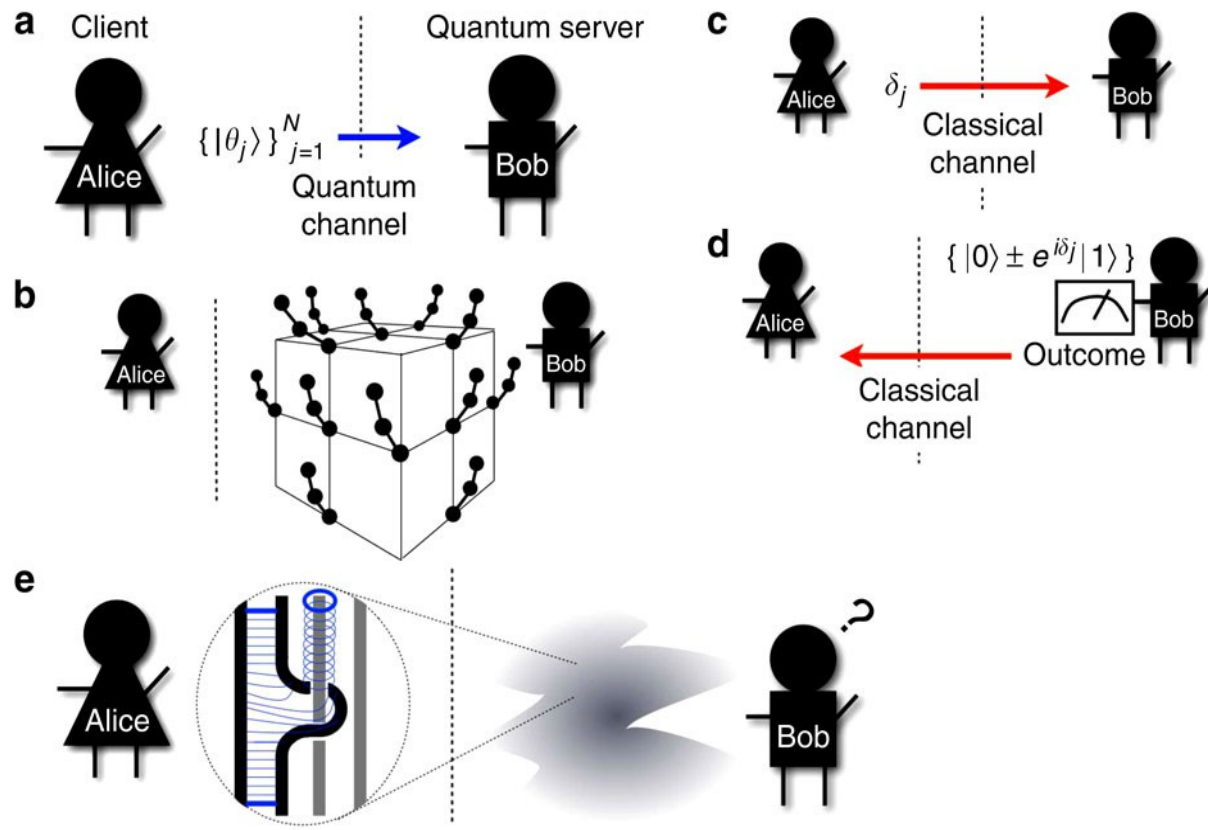 a
Client
Quantum server
Alice
{|θj⟩}Nj=1
Bob
Quantum
channel
b
Alice
Bob
c
Alice
δj
Bob
Classical
channel
d
Alice
{|0⟩ ± eiδj|1⟩}
Bob
Outcome
Classical
channel
e
Alice
?
Bob